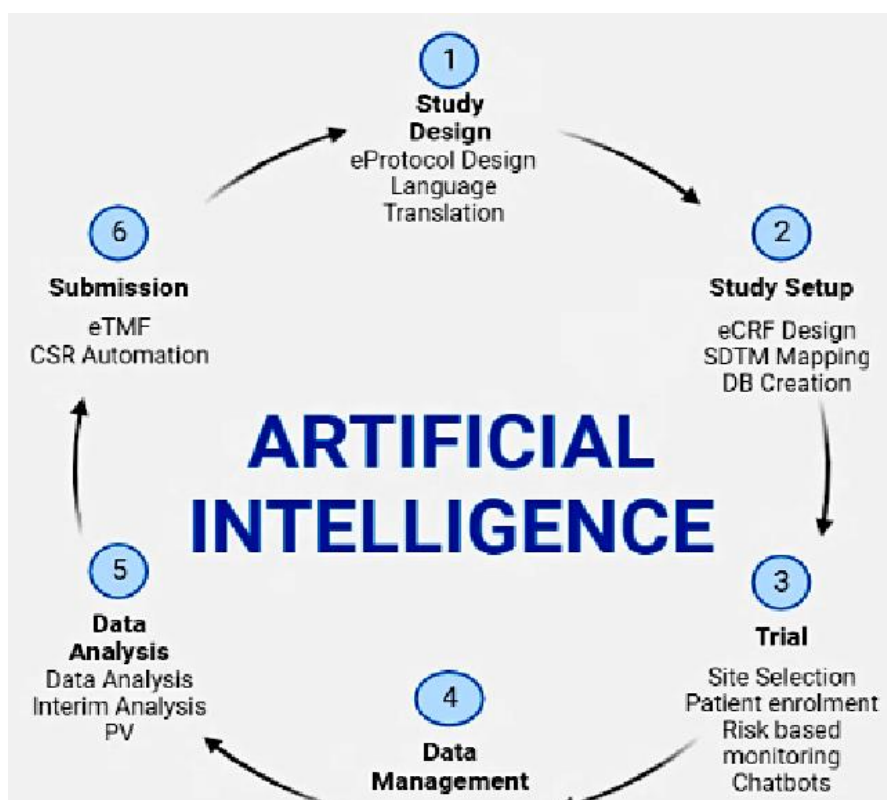 1
Study
Design
eProtocol Design
Language
Translation
2
Study Setup
eCRF Design
SDTM Mapping
DB Creation
3
Trial
Site Selection
Patient enrolment
Risk based
monitoring
Chatbots
4
Data
Management
5
Data
Analysis
Data Analysis
Interim Analysis
PV
6
Submission
eTMF
CSR Automation
ARTIFICIAL
INTELLIGENCE